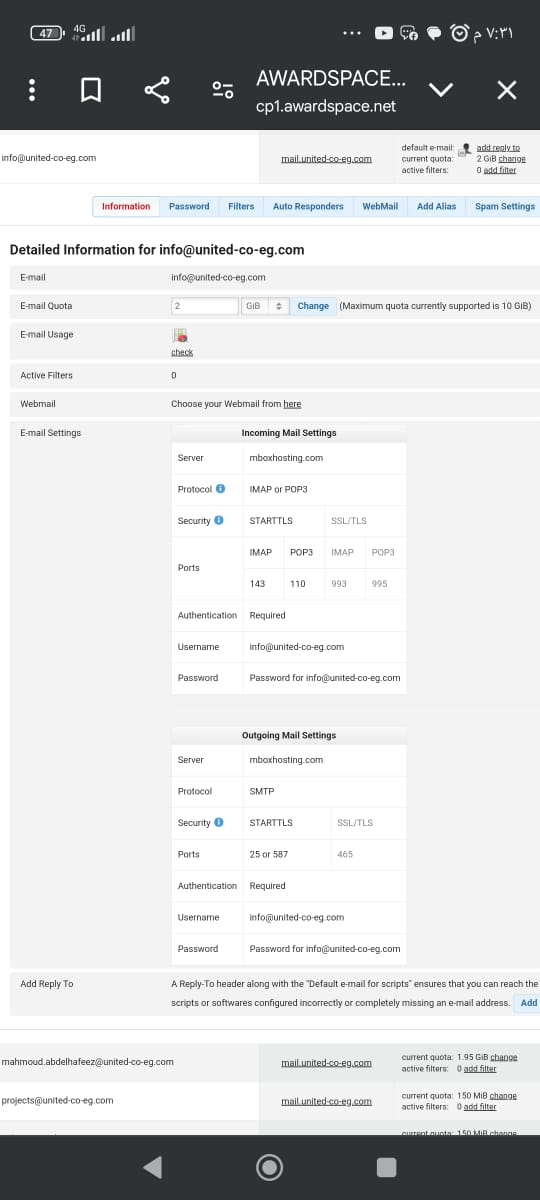 47 4G ٧:٣١ م
AWARDSPACE...
cp1.awardspace.net
info@united-co-eg.com
mail.united-co-eg.com
default e-mail: add reply to
current quota: 2 GiB change
active filters: 0 add filter
Information Password Filters Auto Responders WebMail Add Alias Spam Settings
Detailed Information for info@united-co-eg.com
E-mail info@united-co-eg.com
E-mail Quota 2 GiB Change (Maximum quota currently supported is 10 GiB)
E-mail Usage
check
Active Filters 0
Webmail Choose your Webmail from here
E-mail Settings
Incoming Mail Settings
Server mboxhosting.com
Protocol IMAP or POP3
Security STARTTLS SSL/TLS
Ports
IMAP POP3 IMAP POP3
143 110 993 995
Authentication Required
Username info@united-co-eg.com
Password Password for info@united-co-eg.com
Outgoing Mail Settings
Server mboxhosting.com
Protocol SMTP
Security STARTTLS SSL/TLS
Ports 25 or 587 465
Authentication Required
Username info@united-co-eg.com
Password Password for info@united-co-eg.com
Add Reply To A Reply-To header along with the "Default e-mail for scripts" ensures that you can reach the
scripts or softwares configured incorrectly or completely missing an e-mail address. Add
mahmoud.abdelhafeez@united-co-eg.com
mail.united-co-eg.com
current quota: 1.95 GiB change
active filters: 0 add filter
projects@united-co-eg.com
mail.united-co-eg.com
current quota: 150 MiB change
active filters: 0 add filter
current quota: 150 MiB change